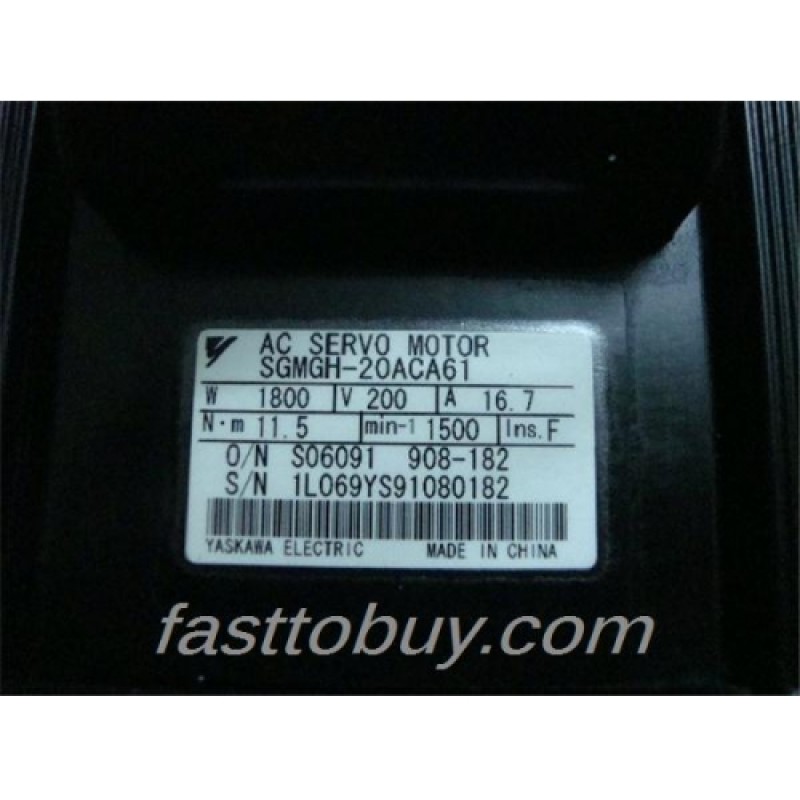 AC SERVO MOTOR
SGMGH-20ACA61
W 1800 V 200 A 16.7
N·m 11.5 min-1 1500 Ins. F
O/N S06091 908-182
S/N 1L069YS91080182
YASKAWA ELECTRIC MADE IN CHINA
fasttobuy.com